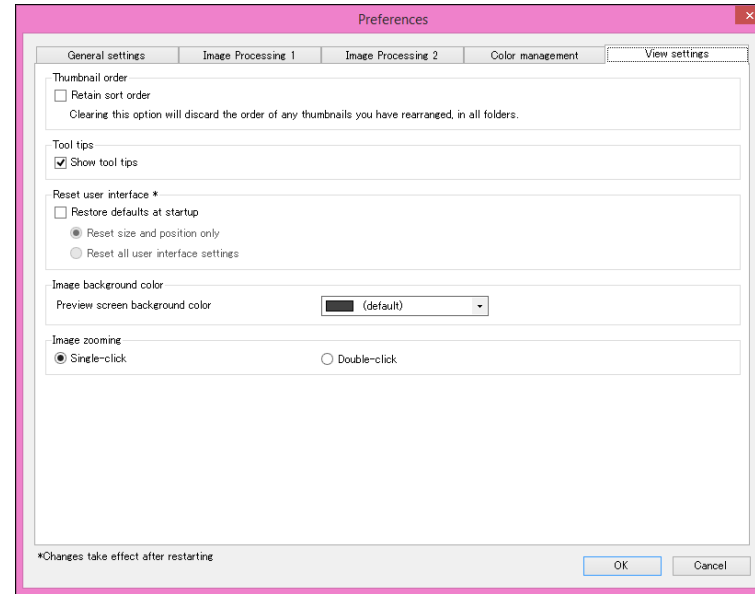 Preferences
General settings
Image Processing 1
Image Processing 2
Color management
View settings
Thumbnail order
Retain sort order
Clearing this option will discard the order of any thumbnails you have rearranged, in all folders.
Tool tips
Show tool tips
Reset user interface *
Restore defaults at startup
Reset size and position only
Reset all user interface settings
Image background color
Preview screen background color
(default)
Image zooming
Single-click
Double-click
*Changes take effect after restarting
OK
Cancel